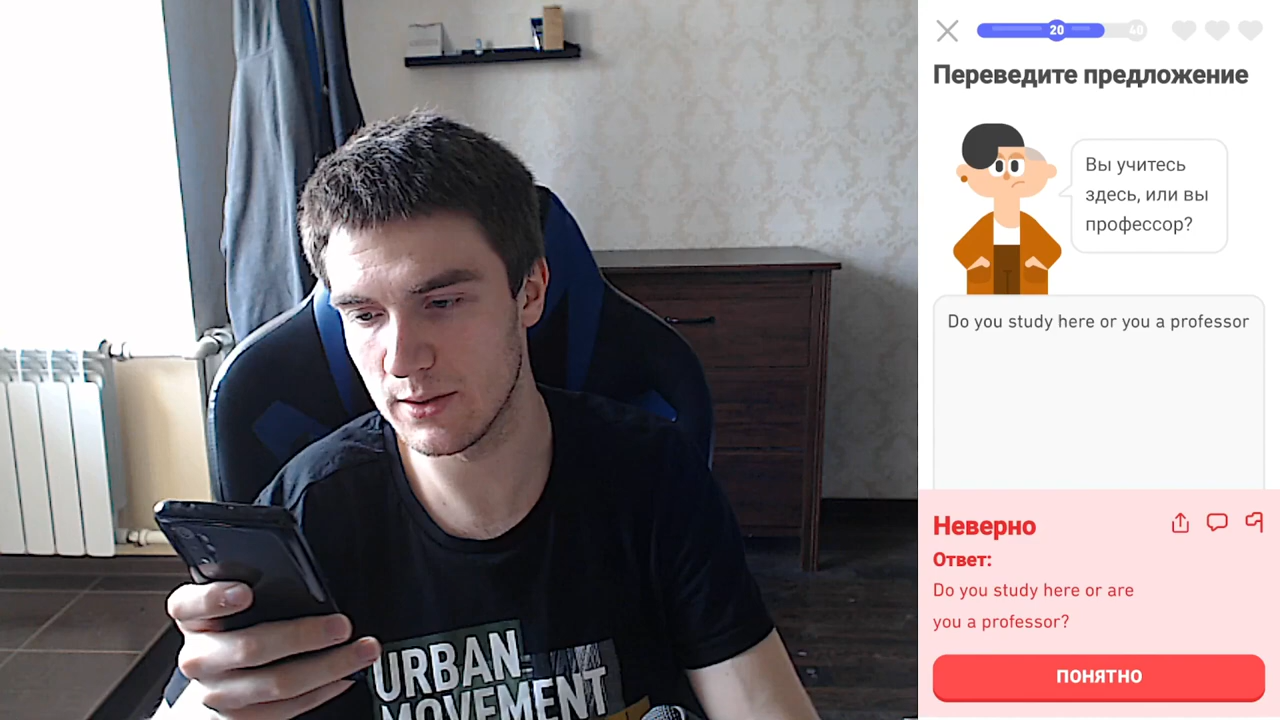 20
40
Переведите предложение
Вы учитесь
здесь, или вы
профессор?
Do you study here or you a professor
Неверно
Ответ:
Do you study here or are
you a professor?
ПОНЯТНО
URBAN
MOVEMENT